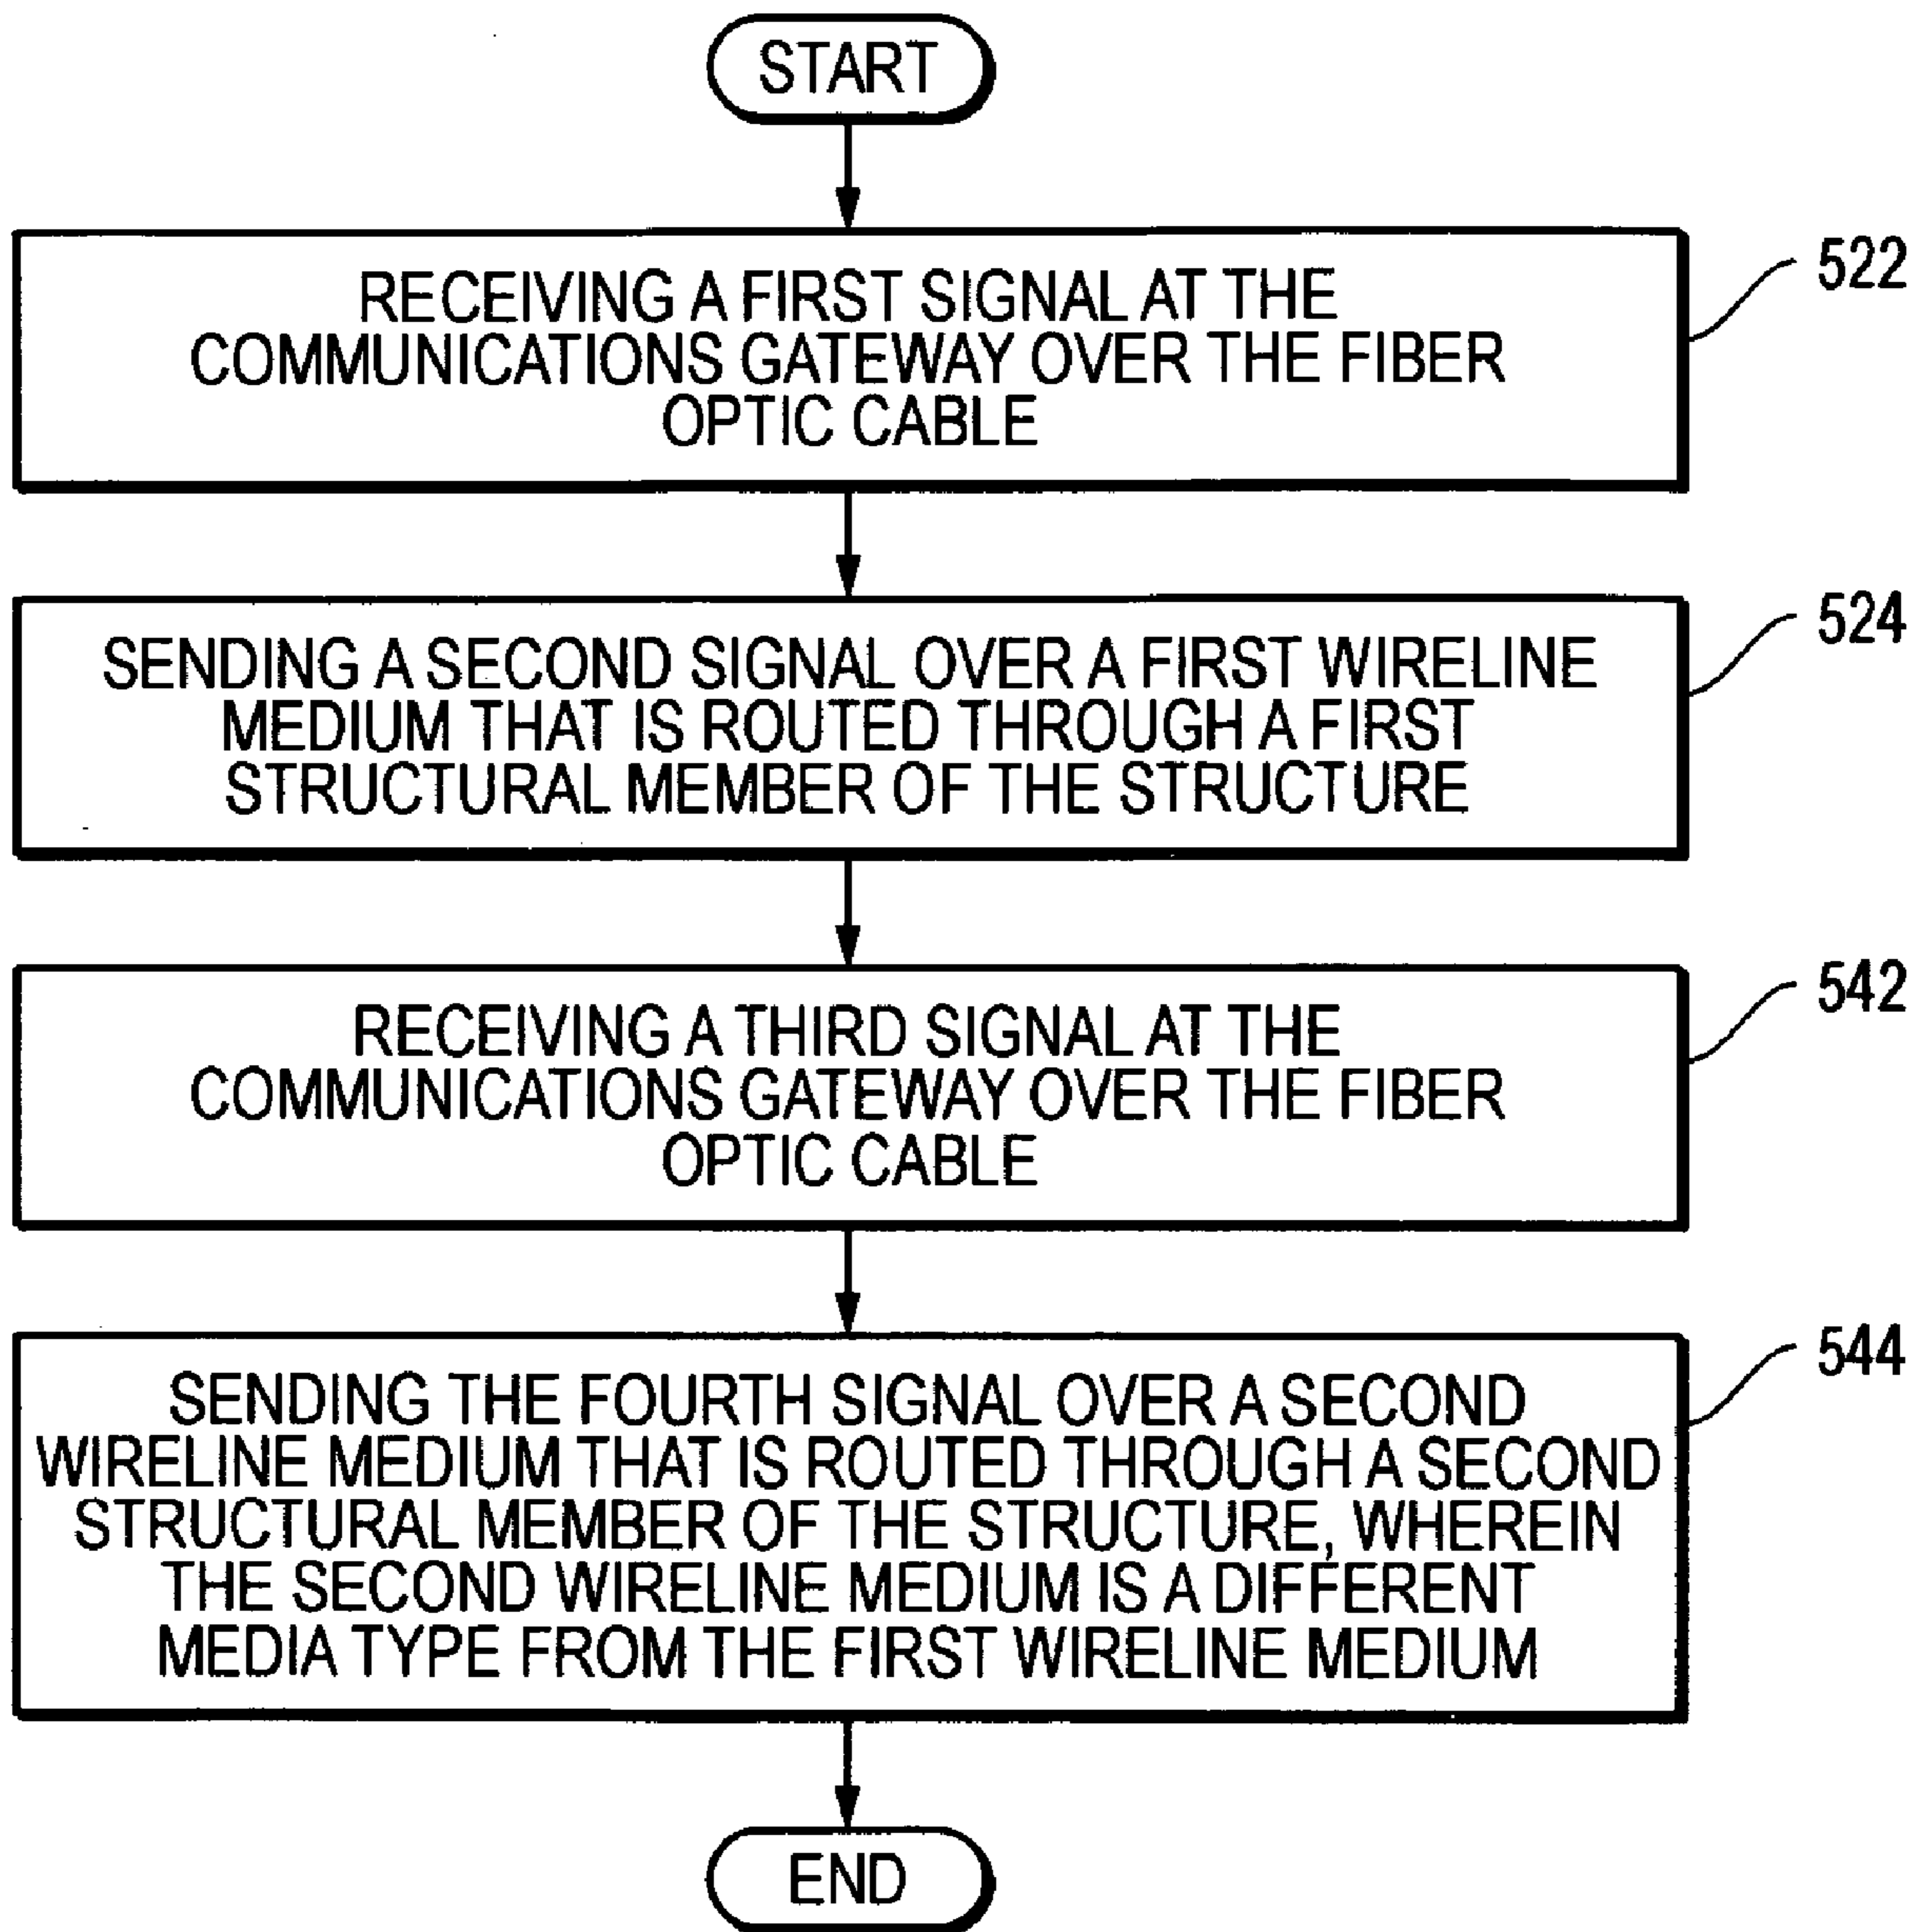 START
RECEIVING A FIRST SIGNAL AT THE
COMMUNICATIONS GATEWAY OVER THE FIBER
OPTIC CABLE
522
SENDING A SECOND SIGNAL OVER A FIRST WIRELINE
MEDIUM THAT IS ROUTED THROUGH A FIRST
STRUCTURAL MEMBER OF THE STRUCTURE
524
RECEIVING A THIRD SIGNAL AT THE
COMMUNICATIONS GATEWAY OVER THE FIBER
OPTIC CABLE
542
SENDING THE FOURTH SIGNAL OVER A SECOND
WIRELINE MEDIUM THAT IS ROUTED THROUGH A SECOND
STRUCTURAL MEMBER OF THE STRUCTURE, WHEREIN
THE SECOND WIRELINE MEDIUM IS A DIFFERENT
MEDIA TYPE FROM THE FIRST WIRELINE MEDIUM
544
END